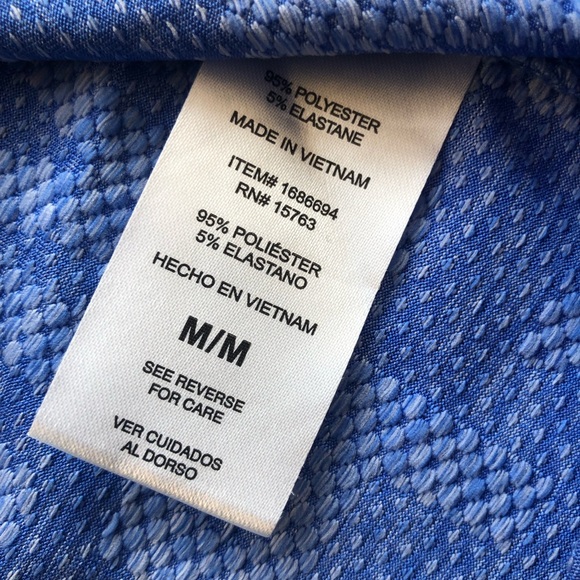 95% POLYESTER
5% ELASTANE
MADE IN VIETNAM
ITEM# 1686694
RN# 15763
95% POLIÉSTER
5% ELASTANO
HECHO EN VIETNAM
M/M
SEE REVERSE
FOR CARE
VER CUIDADOS
AL DORSO